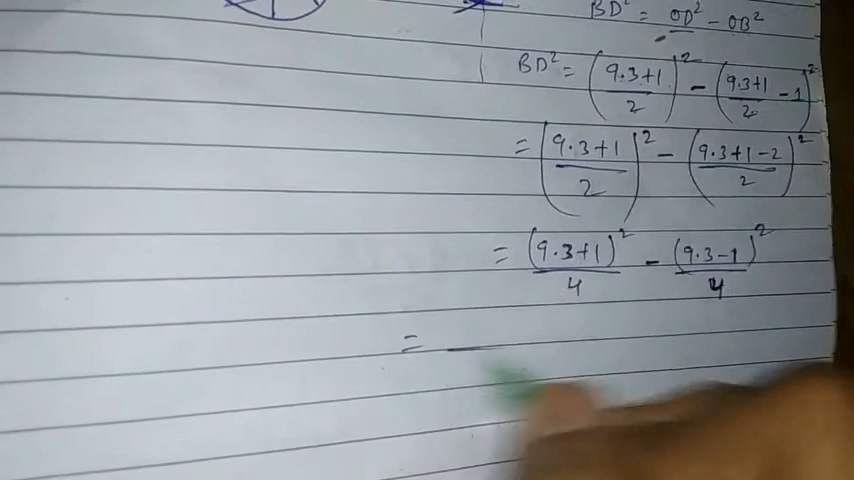 BD² = OD² - OB²
BD² = (9.3+1/2)² - (9.3+1/2 - 1)²
= (9.3+1/2)² - (9.3+1-2/2)²
= (9.3+1)²/4 - (9.3-1)²/4
=